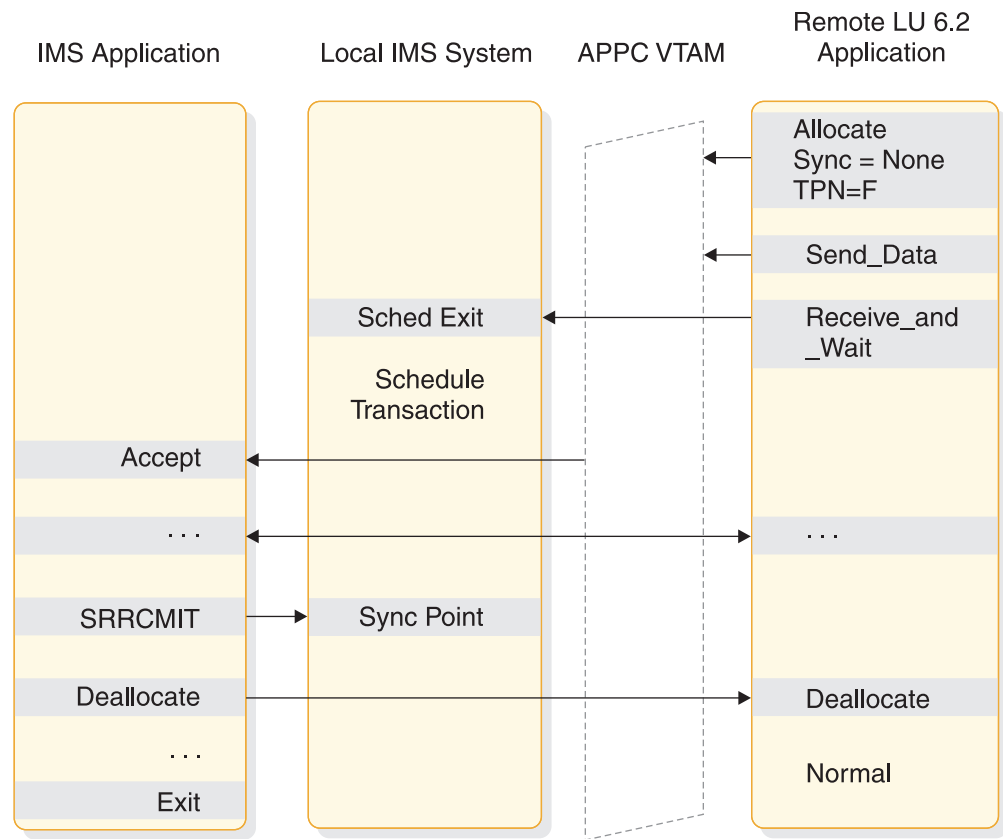 IMS Application
Local IMS System
APPC VTAM
Remote LU 6.2
Application
Allocate
Sync = None
TPN=F
Send_Data
Sched Exit
Receive_and
_Wait
Schedule
Transaction
Accept
. . .
. . .
SRRCMIT
Sync Point
Deallocate
Deallocate
. . .
Normal
Exit